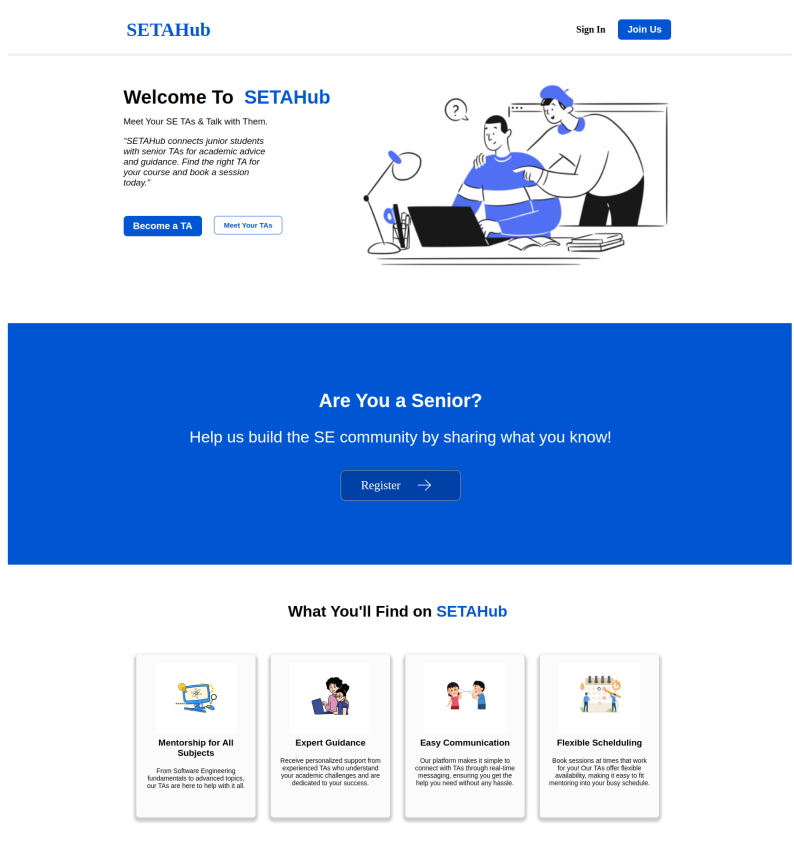 SETAHub
Sign In
Join Us
Welcome To SETAHub
Meet Your SE TAs & Talk with Them.
"SETAHub connects junior students
with senior TAs for academic advice
and guidance. Find the right TA for
your course and book a session
today."
Become a TA
Meet Your TAs
?
Are You a Senior?
Help us build the SE community by sharing what you know!
Register
What You'll Find on SETAHub
Mentorship for All
Subjects
From Software Engineering
fundamentals to advanced topics,
our TAs are here to help with it all.
Expert Guidance
Receive personalized support from
experienced TAs who understand
your academic challenges and are
dedicated to your success.
Easy Communication
Our platform makes it simple to
connect with TAs through real-time
messaging, ensuring you get the
help you need without any hassle.
Flexible Schelduling
Book sessions at times that work
for you! Our TAs offer flexible
availability, making it easy to fit
mentoring into your busy schedule.